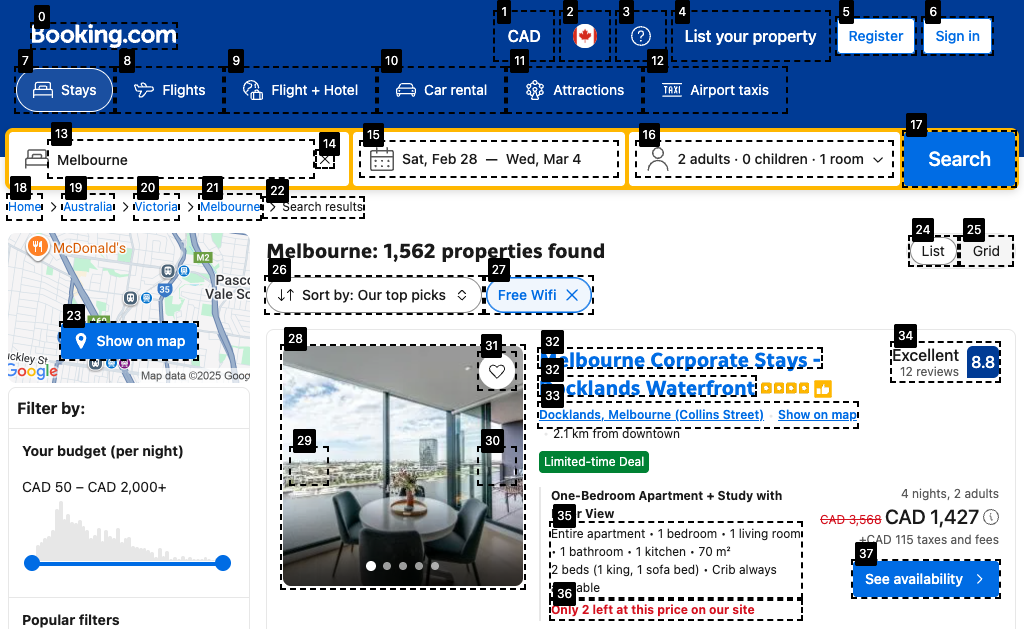 0
1
2
3
4
5
6
Booking.com
CAD
List your property
Register
Sign in
7
8
9
10
11
12
Stays
Flights
Flight + Hotel
Car rental
Attractions
TAXI
Airport taxis
13
14
15
16
17
Melbourne
Sat, Feb 28 — Wed, Mar 4
2 adults · 0 children · 1 room
Search
18
19
20
21
22
Home
Australia
Victoria
Melbourne
Search results
McDonald's
M2
35
Pasco
Vale So
23
Show on map
Google
Map data ©2025 Goog
Filter by:
Your budget (per night)
CAD 50 – CAD 2,000+
Popular filters
Melbourne: 1,562 properties found
24
25
List
Grid
26
27
Sort by: Our top picks
Free Wifi
28
29
30
31
32
Melbourne Corporate Stays -
32
Docklands Waterfront
33
Docklands, Melbourne (Collins Street)
Show on map
2.1 km from downtown
34
Excellent
12 reviews
8.8
Limited-time Deal
One-Bedroom Apartment + Study with
View
35
Entire apartment • 1 bedroom • 1 living room
• 1 bathroom • 1 kitchen • 70 m²
2 beds (1 king, 1 sofa bed) • Crib always
36
Only 2 left at this price on our site
4 nights, 2 adults
CAD 3,568 CAD 1,427
+CAD 115 taxes and fees
37
See availability